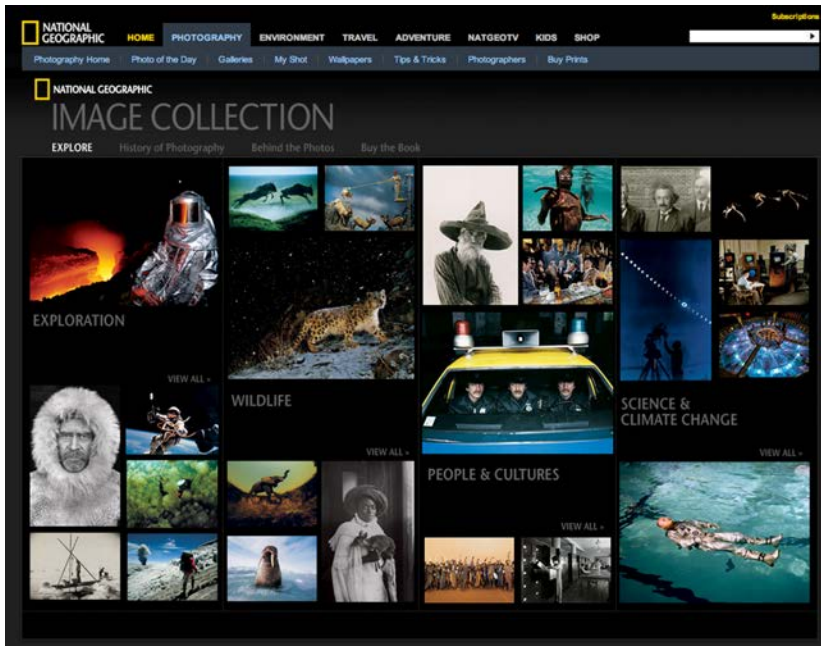 Subscriptions
NATIONAL
GEOGRAPHIC
HOME PHOTOGRAPHY ENVIRONMENT TRAVEL ADVENTURE NATGEOTV KIDS SHOP
Photography Home Photo of the Day Galleries My Shot Wallpapers Tips & Tricks Photographers Buy Prints
NATIONAL GEOGRAPHIC
IMAGE COLLECTION
EXPLORE History of Photography Behind the Photos Buy the Book
EXPLORATION
VIEW ALL »
WILDLIFE
VIEW ALL »
PEOPLE & CULTURES
VIEW ALL »
SCIENCE &
CLIMATE CHANGE
VIEW ALL »